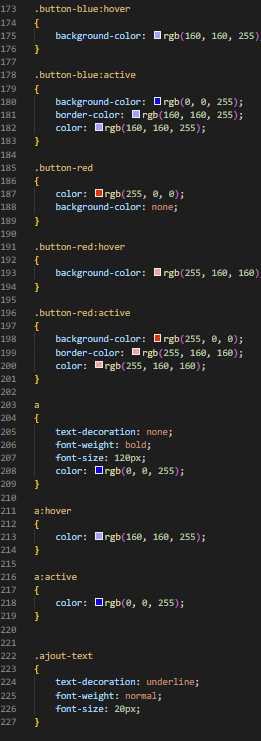 173 .button-blue:hover
174 {
175 background-color: rgb(160, 160, 255);
176 }
177
178 .button-blue:active
179 {
180 background-color: rgb(0, 0, 255);
181 border-color: rgb(160, 160, 255);
182 color: rgb(160, 160, 255);
183 }
184
185 .button-red
186 {
187 color: rgb(255, 0, 0);
188 background-color: none;
189 }
190
191 .button-red:hover
192 {
193 background-color: rgb(255, 160, 160)
194 }
195
196 .button-red:active
197 {
198 background-color: rgb(255, 0, 0);
199 border-color: rgb(255, 160, 160);
200 color: rgb(255, 160, 160);
201 }
202
203 a
204 {
205 text-decoration: none;
206 font-weight: bold;
207 font-size: 120px;
208 color: rgb(0, 0, 255);
209 }
210
211 a:hover
212 {
213 color: rgb(160, 160, 255);
214 }
215
216 a:active
217 {
218 color: rgb(0, 0, 255);
219 }
220
221
222 .ajout-text
223 {
224 text-decoration: underline;
225 font-weight: normal;
226 font-size: 20px;
227 }